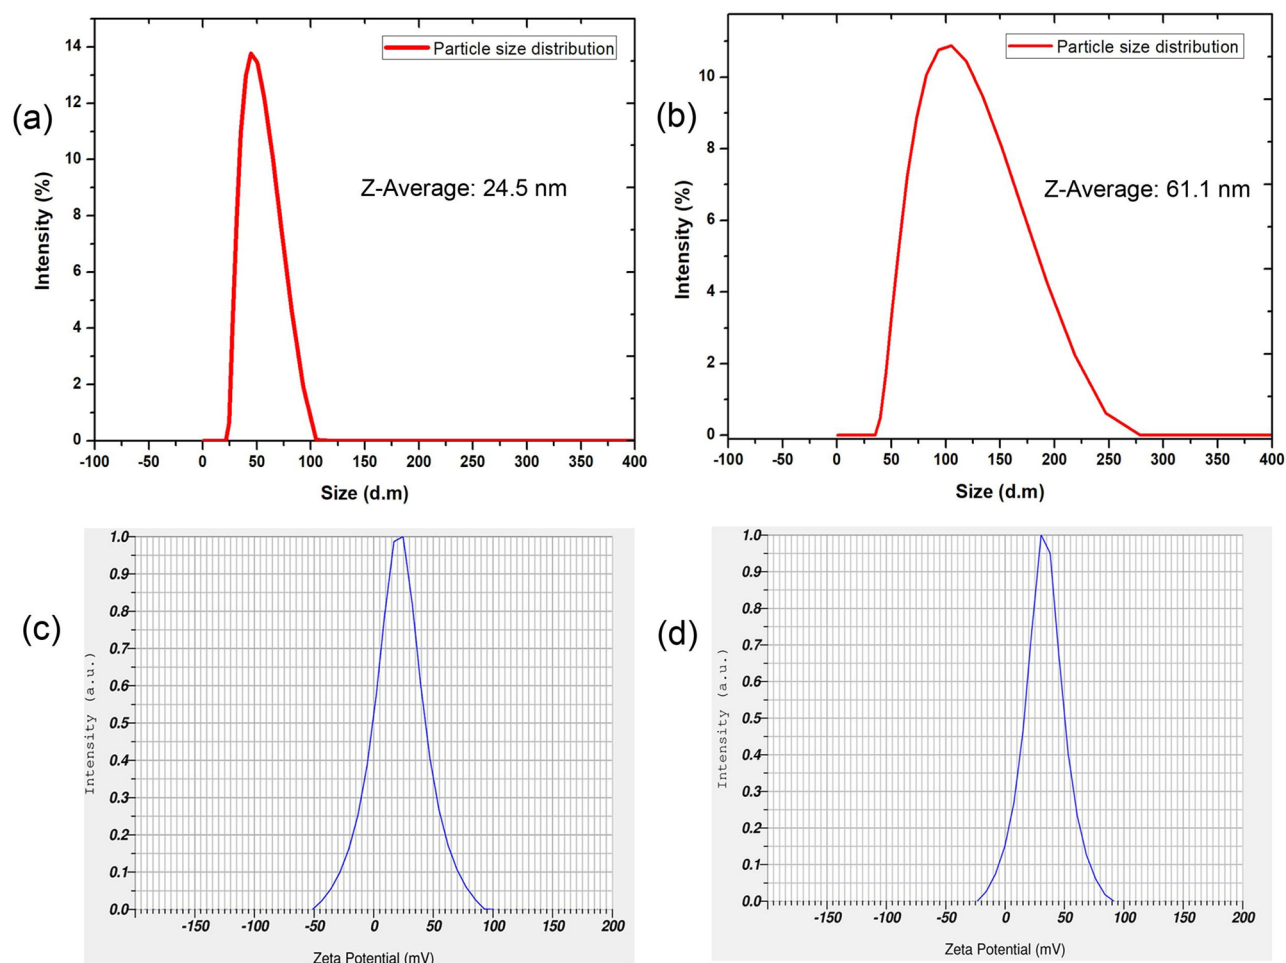 (a)
Particle size distribution
Z-Average: 24.5 nm
Intensity (%)
14
12
10
8
6
4
2
0
-100 -50 0 50 100 150 200 250 300 350 400
Size (d.m)
(b)
Particle size distribution
Z-Average: 61.1 nm
Intensity (%)
10
8
6
4
2
0
-100 -50 0 50 100 150 200 250 300 350 400
Size (d.m)
(c)
Intensity (a.u.)
1.0
0.9
0.8
0.7
0.6
0.5
0.4
0.3
0.2
0.1
0.0
-150 -100 -50 0 50 100 150 200
Zeta Potential (mV)
(d)
Intensity (a.u.)
1.0
0.9
0.8
0.7
0.6
0.5
0.4
0.3
0.2
0.1
0.0
-150 -100 -50 0 50 100 150 200
Zeta Potential (mV)